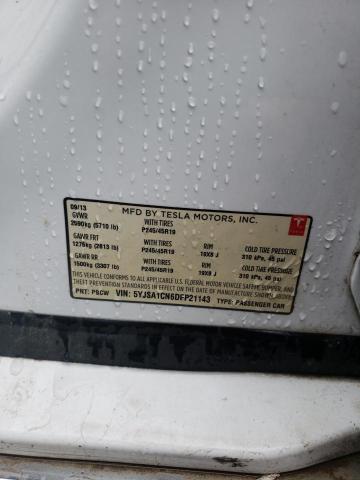 09/13 MFD BY TESLA MOTORS, INC.
GVWR
2590kg (5710 lb) WITH TIRES
P245/45R19
GAWR FRT RIM COLD TIRE PRESSURE
1276kg (2813 lb) WITH TIRES 19X8 J 310 kPa, 45 psi
P245/45R19
GAWR RR RIM COLD TIRE PRESSURE
1500kg (3307 lb) 19X8 J 310 kPa, 45 psi
THIS VEHICLE CONFORMS TO ALL APPLICABLE U.S. FEDERAL MOTOR VEHICLE SAFETY, BUMPER, AND
THEFT PREVENTION STANDARDS IN EFFECT ON THE DATE OF MANUFACTURE SHOWN ABOVE.
PNT: PSCW VIN: 5YJSA1CN6DFP21143 TYPE: PASSENGER CAR